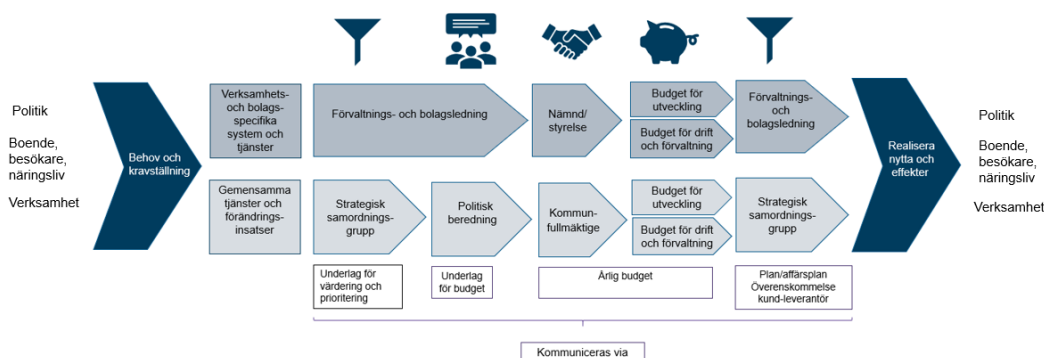 Politik
Boende,
besökare,
näringsliv
Verksamhet
Behov och
kravställning
Verksamhets-
och bolags-
specifika
system och
tjänster
Förvaltnings- och bolagsledning
Nämnd/
styrelse
Budget för
utveckling
Budget för drift
och förvaltning
Förvaltnings-
och
bolagsledning
Gemensamma
tjänster och
förändrings-
insatser
Strategisk
samordnings-
grupp
Politisk
beredning
Kommun-
fullmäktige
Budget för
utveckling
Budget för drift
och förvaltning
Strategisk
samordnings-
grupp
Realisera
nytta och
effekter
Politik
Boende,
besökare,
näringsliv
Verksamhet
Underlag för
värdering och
prioritering
Underlag
för budget
Årlig budget
Plan/affärsplan
Överenskommelse
kund-leverantör
Kommuniceras via